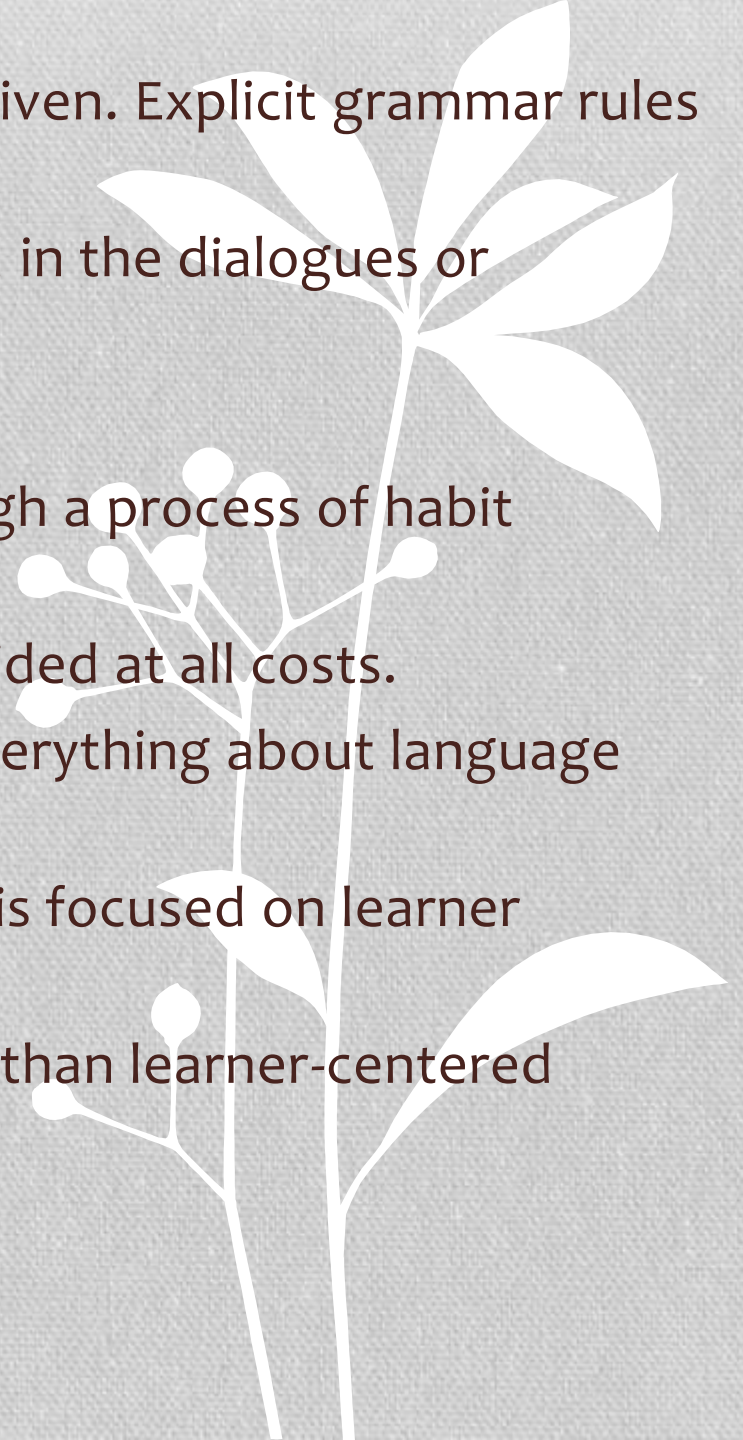 iven. Explicit grammar rules
in the dialogues or
gh a process of habit
ded at all costs.
erything about language
is focused on learner
than learner-centered